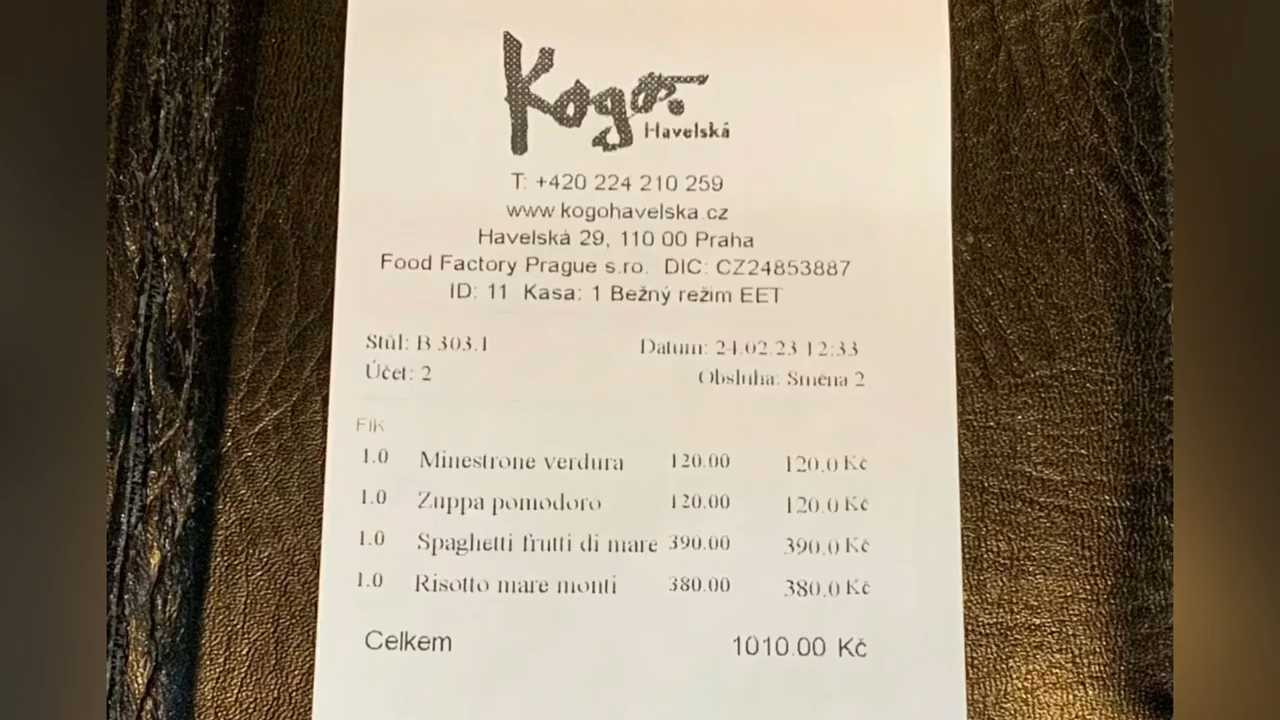 Kogo.
Havelská
T: +420 224 210 259
www.kogohavelska.cz
Havelská 29, 110 00 Praha
Food Factory Prague s.r.o. DIC: CZ24853887
ID: 11 Kasa: 1 Bežný režim EET
Stůl: B 303.1 Datum: 24.02.23 12:33
Účet: 2 Obsluha: Směna 2
Fik
1.0 Minestrone verdura 120.00 120.0 Kč
1.0 Zuppa pomodoro 120.00 120.0 Kč
1.0 Spaghetti frutti di mare 390.00 390.0 Kč
1.0 Risotto mare monti 380.00 380.0 Kč
Celkem 1010.00 Kč